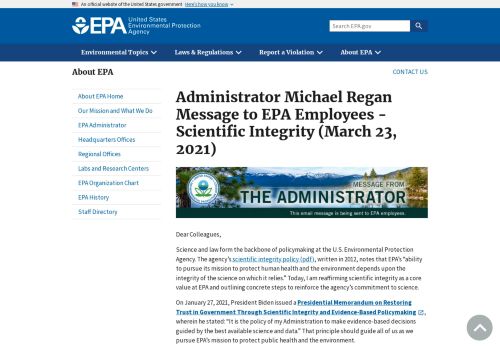 An official website of the United States government Here's how you know
EPA United States
Environmental Protection
Agency
Search EPA.gov
Environmental Topics Laws & Regulations Report a Violation About EPA
About EPA
CONTACT US
About EPA Home
Our Mission and What We Do
EPA Administrator
Headquarters Offices
Regional Offices
Labs and Research Centers
EPA Organization Chart
EPA History
Staff Directory
Administrator Michael Regan
Message to EPA Employees -
Scientific Integrity (March 23,
2021)
MESSAGE FROM
THE ADMINISTRATOR
This email message is being sent to EPA employees.
Dear Colleagues,
Science and law form the backbone of policymaking at the U.S. Environmental Protection
Agency. The agency's scientific integrity policy (pdf), written in 2012, notes that EPA's "ability
to pursue its mission to protect human health and the environment depends upon the
integrity of the science on which it relies." Today, I am reaffirming scientific integrity as a core
value at EPA and outlining concrete steps to reinforce the agency's commitment to science.
On January 27, 2021, President Biden issued a Presidential Memorandum on Restoring
Trust in Government Through Scientific Integrity and Evidence-Based Policymaking ,
wherein he stated: "It is the policy of my Administration to make evidence-based decisions
guided by the best available science and data." That principle should guide all of us as we
pursue EPA's mission to protect public health and the environment.